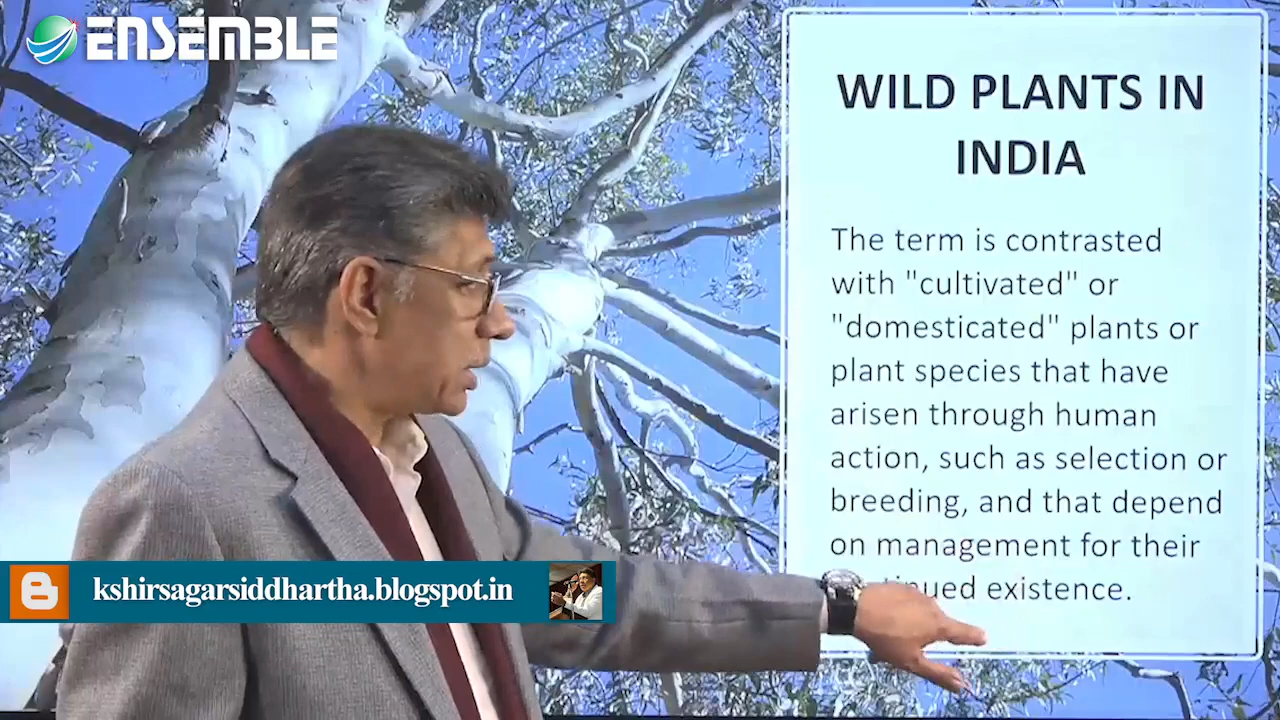 ENSEMBLE
WILD PLANTS IN
INDIA
The term is contrasted
with "cultivated" or
"domesticated" plants or
plant species that have
arisen through human
action, such as selection or
breeding, and that depend
on management for their
existence.
kshirsagarsiddhartha.blogspot.in